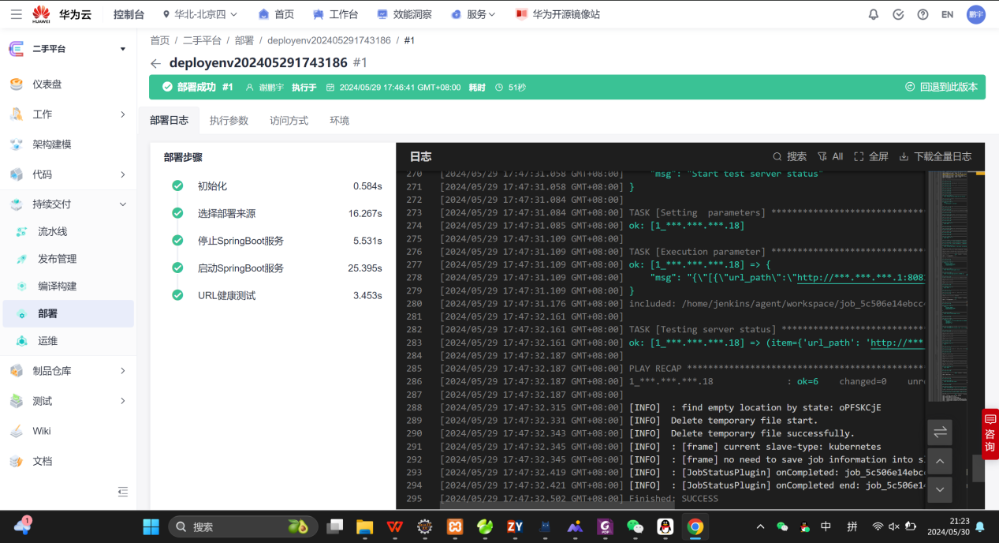 HUAWEI 华为云 控制台 华北-北京四 首页 工作台 效能洞察 服务 华为开源镜像站 EN 鹏宇
二手平台
仪表盘
工作
架构建模
代码
持续交付
流水线
发布管理
编译构建
部署
运维
制品仓库
测试
Wiki
文档
首页 / 二手平台 / 部署 / deployenv202405291743186 / #1
← deployenv202405291743186 #1
部署成功 #1 谢鹏宇 执行于 2024/05/29 17:46:41 GMT+08:00 耗时 51秒 回退到此版本
部署日志 执行参数 访问方式 环境
部署步骤
初始化 0.584s
选择部署来源 16.267s
停止SpringBoot服务 5.531s
启动SpringBoot服务 25.395s
URL健康测试 3.453s
日志 搜索 All 全屏 下载全量日志
270 [2024/05/29 17:47:31.058 GMT+08:00] "msg": "Start test server status"
271 [2024/05/29 17:47:31.058 GMT+08:00] }
272 [2024/05/29 17:47:31.084 GMT+08:00]
273 [2024/05/29 17:47:31.084 GMT+08:00] TASK [Setting parameters] ******************************
274 [2024/05/29 17:47:31.085 GMT+08:00] ok: [1_***.***.***.18]
275 [2024/05/29 17:47:31.109 GMT+08:00]
276 [2024/05/29 17:47:31.109 GMT+08:00] TASK [Execution parameter] ******************************
277 [2024/05/29 17:47:31.109 GMT+08:00] ok: [1_***.***.***.18] => {
278 [2024/05/29 17:47:31.109 GMT+08:00] "msg": "{\"[{\"url_path\":\"http://***.***.***.1:808
279 [2024/05/29 17:47:31.109 GMT+08:00] }
280 [2024/05/29 17:47:31.176 GMT+08:00] included: /home/jenkins/agent/workspace/job_5c506e14ebcc
281 [2024/05/29 17:47:32.161 GMT+08:00]
282 [2024/05/29 17:47:32.161 GMT+08:00] TASK [Testing server status] ****************************
283 [2024/05/29 17:47:32.161 GMT+08:00] ok: [1_***.***.***.18] => (item={'url_path': 'http://***
284 [2024/05/29 17:47:32.187 GMT+08:00]
285 [2024/05/29 17:47:32.187 GMT+08:00] PLAY RECAP **********************************************
286 [2024/05/29 17:47:32.187 GMT+08:00] 1_***.***.***.18 : ok=6 changed=0 unr
287 [2024/05/29 17:47:32.187 GMT+08:00]
288 [2024/05/29 17:47:32.315 GMT+08:00] [INFO] : find empty location by state: oPFSKCjE
289 [2024/05/29 17:47:32.331 GMT+08:00] [INFO] Delete temporary file start.
290 [2024/05/29 17:47:32.343 GMT+08:00] [INFO] Delete temporary file successfully.
291 [2024/05/29 17:47:32.345 GMT+08:00] [INFO] : [frame] current slave-type: kubernetes
292 [2024/05/29 17:47:32.345 GMT+08:00] [INFO] : [frame] no need to save job information into s
293 [2024/05/29 17:47:32.419 GMT+08:00] [INFO] : [JobStatusPlugin] onCompleted: job_5c506e14ebc
294 [2024/05/29 17:47:32.421 GMT+08:00] [INFO] : [JobStatusPlugin] onCompleted end: job_5c506e14
295 [2024/05/29 17:47:32.502 GMT+08:00] Finished: SUCCESS
咨询
1 搜索 ZY 中 拼 21:23
2024/05/30